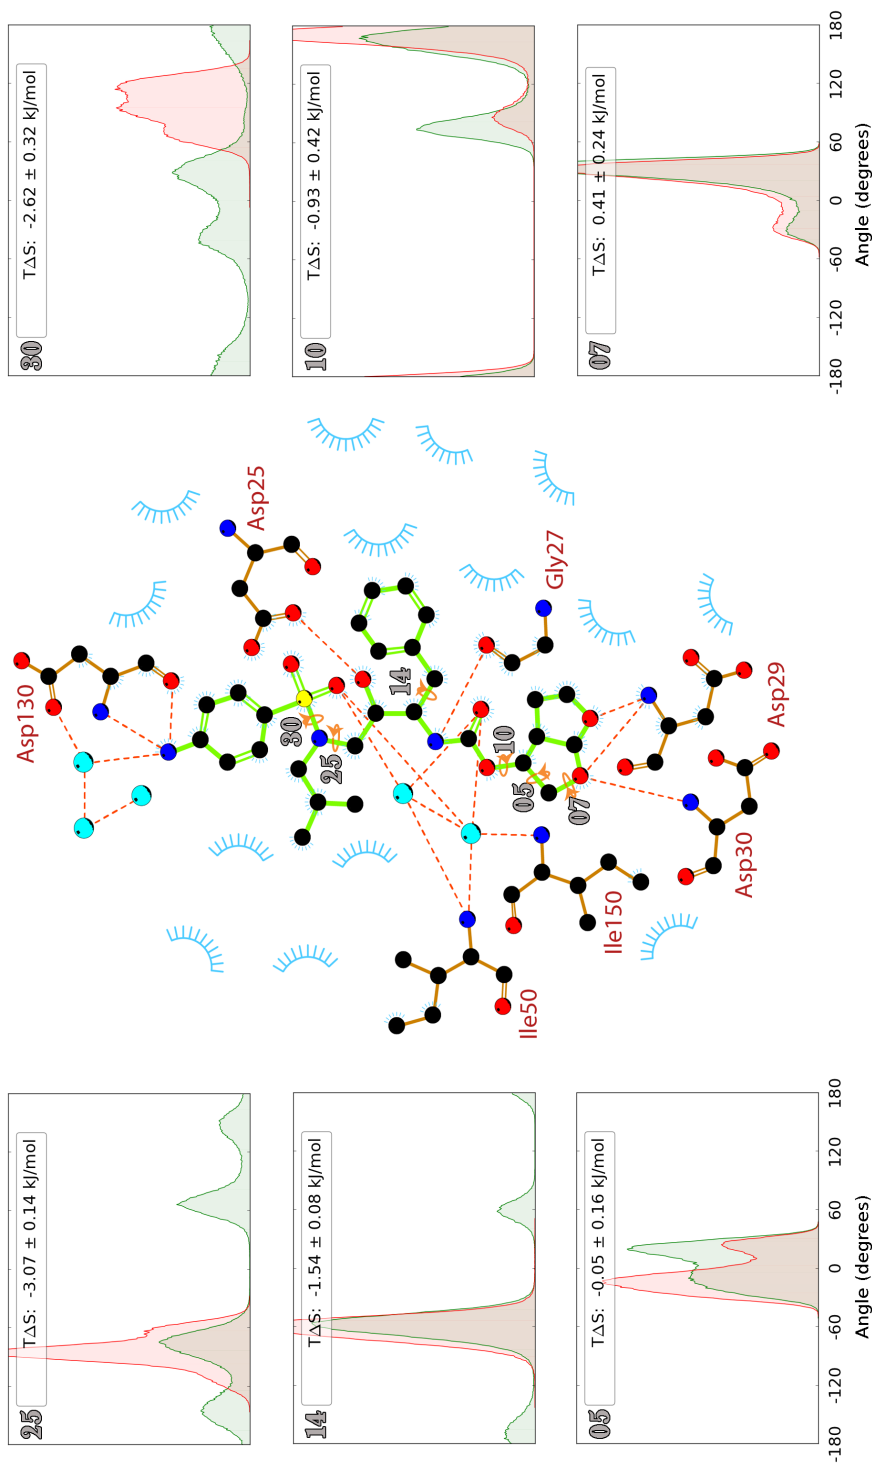 25
TΔS: -3.07 ± 0.14 kJ/mol
14
TΔS: -1.54 ± 0.08 kJ/mol
05
TΔS: -0.05 ± 0.16 kJ/mol
-180 -120 -60 0 60 120 180
Angle (degrees)
Asp130
Asp25
30
25
14
Gly27
10
05
07
Ile50
Ile150
Asp30
Asp29
30
TΔS: -2.62 ± 0.32 kJ/mol
10
TΔS: -0.93 ± 0.42 kJ/mol
07
TΔS: 0.41 ± 0.24 kJ/mol
-180 -120 -60 0 60 120 180
Angle (degrees)